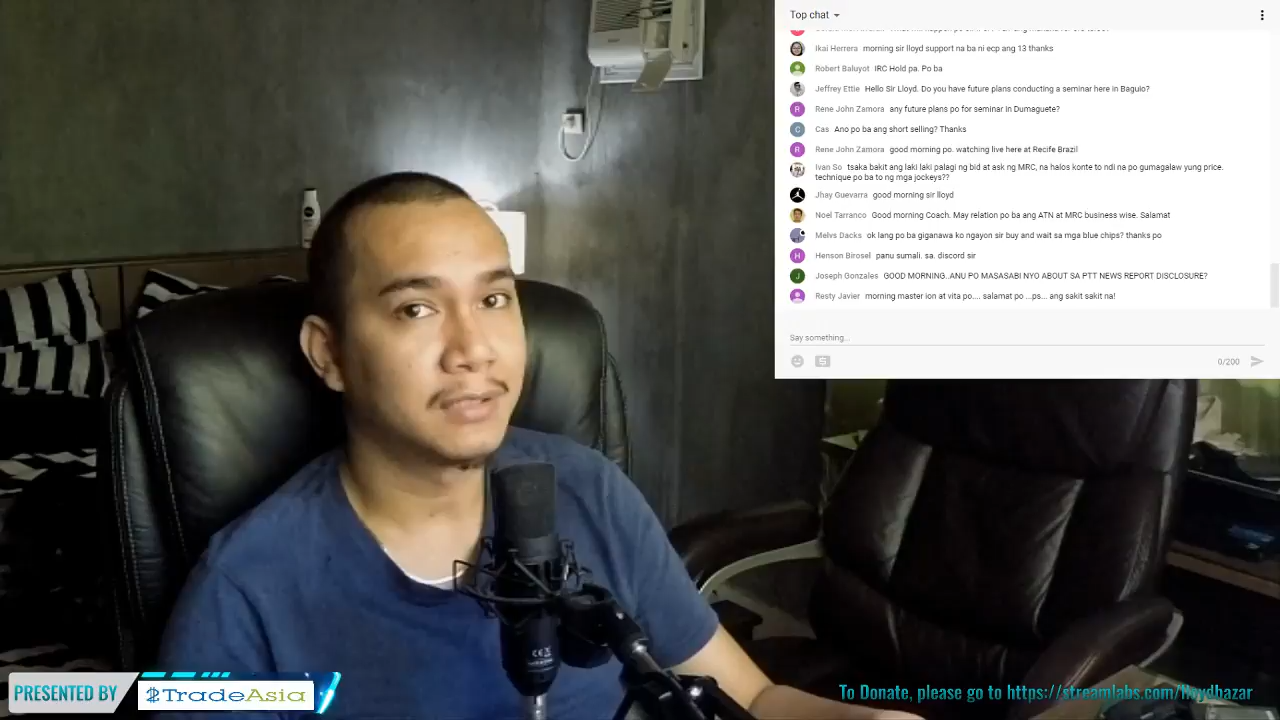 Top chat
Ikai Herrera morning sir lloyd support na ba ni ecp ang 13 thanks
Robert Baluyot IRC Hold pa. Po ba
Jeffrey Ettie Hello Sir Lloyd. Do you have future plans conducting a seminar here in Baguio?
Rene John Zamora any future plans po for seminar in Dumaguete?
Cas Ano po ba ang short selling? Thanks
Rene John Zamora good morning po. watching live here at Recife Brazil
Ivan So tsaka bakit ang laki laki palagi ng bid at ask ng MRC, na halos konte to ndi na po gumagalaw yung price.
technique po ba to ng mga jockeys??
Jhay Guevarra good morning sir lloyd
Noel Tarranco Good morning Coach. May relation po ba ang ATN at MRC business wise. Salamat
Melvs Dacks ok lang po ba giganawa ko ngayon sir buy and wait sa mga blue chips? thanks po
Henson Birosel panu sumali. sa. discord sir
Joseph Gonzales GOOD MORNING..ANU PO MASASABI NYO ABOUT SA PTT NEWS REPORT DISCLOSURE?
Resty Javier morning master ion at vita po.... salamat po ...ps... ang sakit sakit na!
Say something...
0/200
PRESENTED BY $TradeAsia
To Donate, please go to https://streamlabs.com/lloydbazar